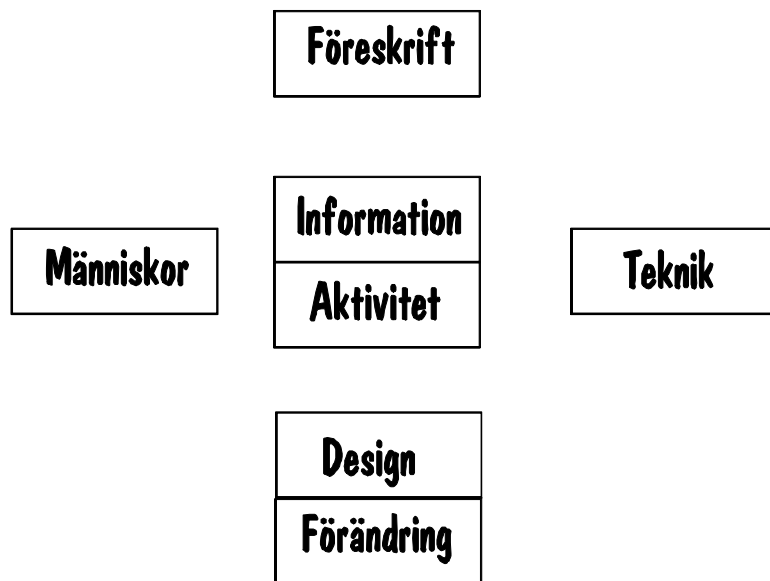 Föreskrift
Information
Människor
Aktivitet
Teknik
Design
Förändring